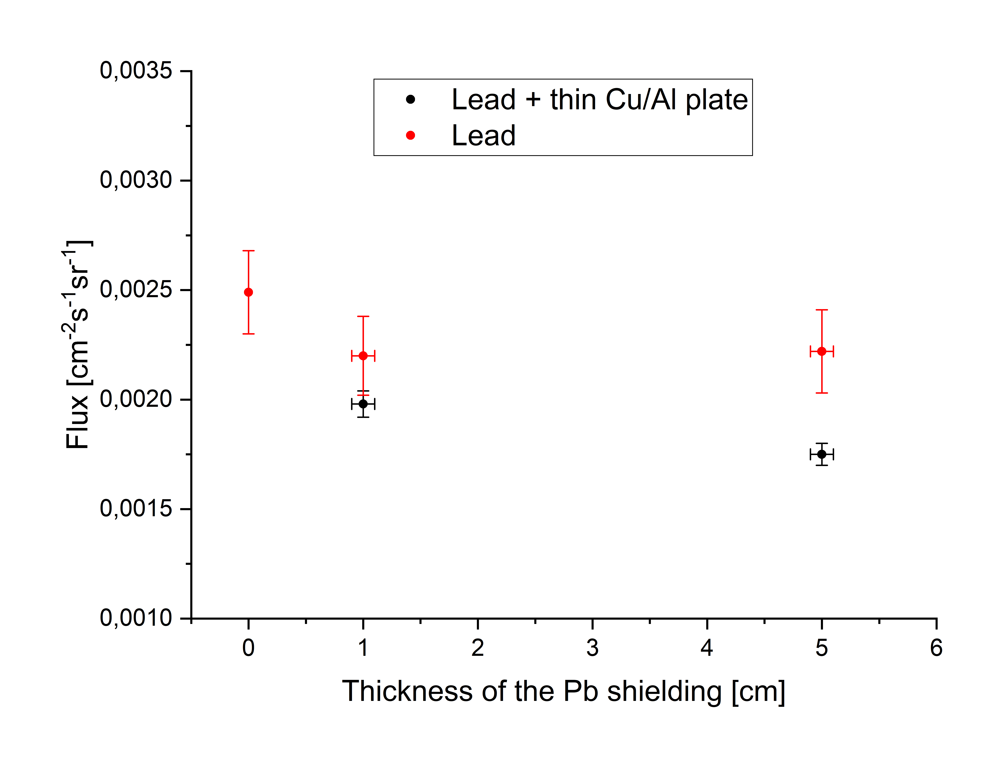 0,0035
Lead + thin Cu/Al plate
Lead
0,0030
0,0025
0,0020
0,0015
0,0010
Flux [cm-2s-1sr-1]
0 1 2 3 4 5 6
Thickness of the Pb shielding [cm]